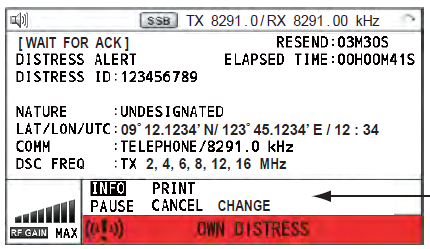 SSB TX 8291.0/RX 8291.00 kHz
[WAIT FOR ACK] RESEND:03M30S
DISTRESS ALERT ELAPSED TIME:00H00M41S
DISTRESS ID:123456789
NATURE :UNDESIGNATED
LAT/LON/UTC:09°12.1234' N/ 123°45.1234' E / 12 : 34
COMM :TELEPHONE/8291.0 kHz
DSC FREQ :TX 2, 4, 6, 8, 12, 16 MHz
INFO PRINT
PAUSE CANCEL CHANGE
RF GAIN MAX OWN DISTRESS